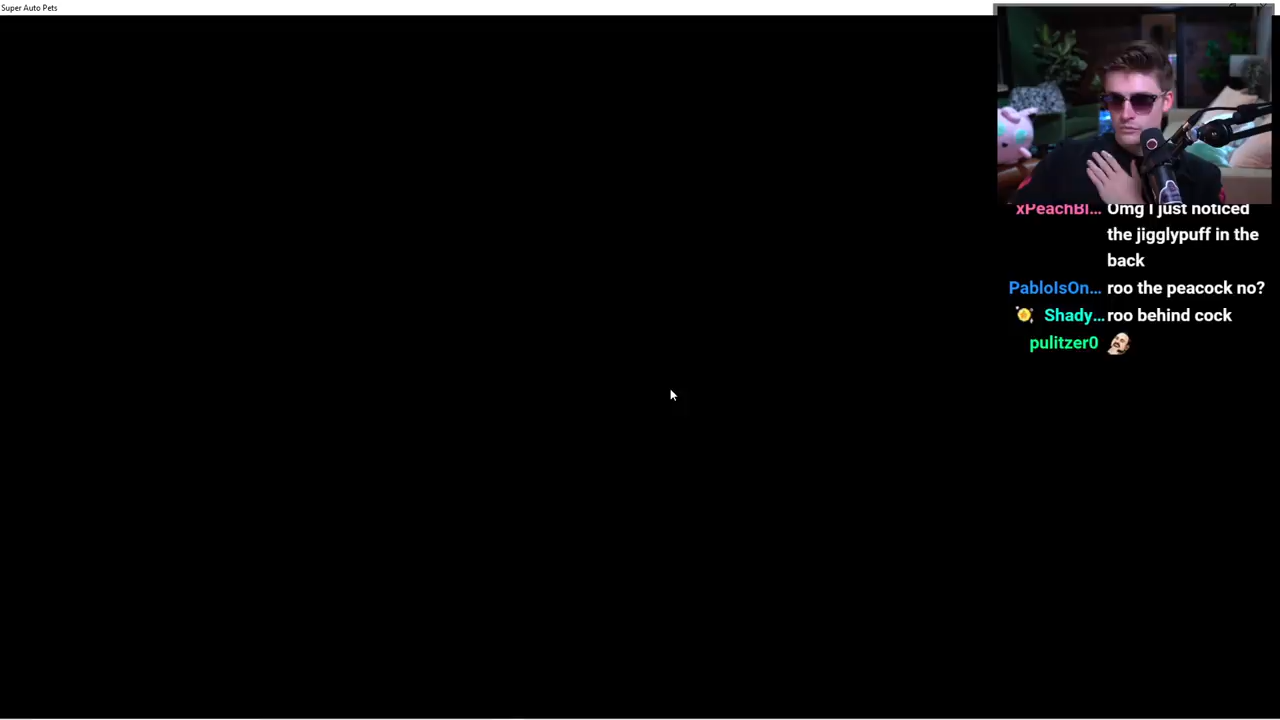 Super Auto Pets
xPeachBl... Omg I just noticed
the jigglypuff in the
back
PabloIsOn... roo the peacock no?
Shady... roo behind cock
pulitzer0